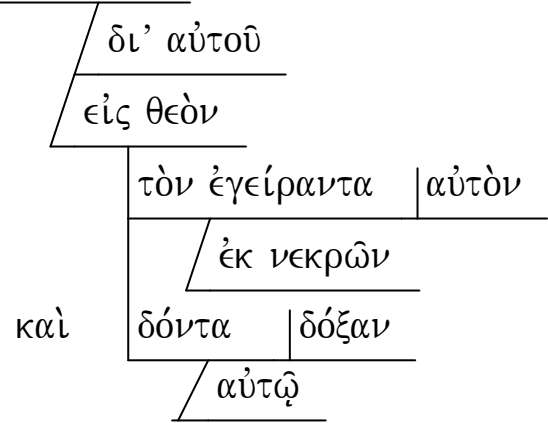 δι’ αὐτοῦ
εἰς θεὸν
τὸν ἐγείραντα αὐτὸν
ἐκ νεκρῶν
καὶ δόντα δόξαν
αὐτῷ